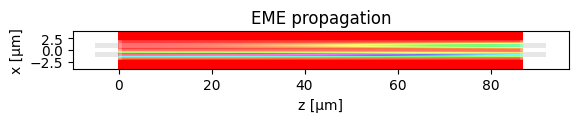 EME propagation
x [μm]
2.5
0.0
−2.5
0 20 40 60 80
z [μm]